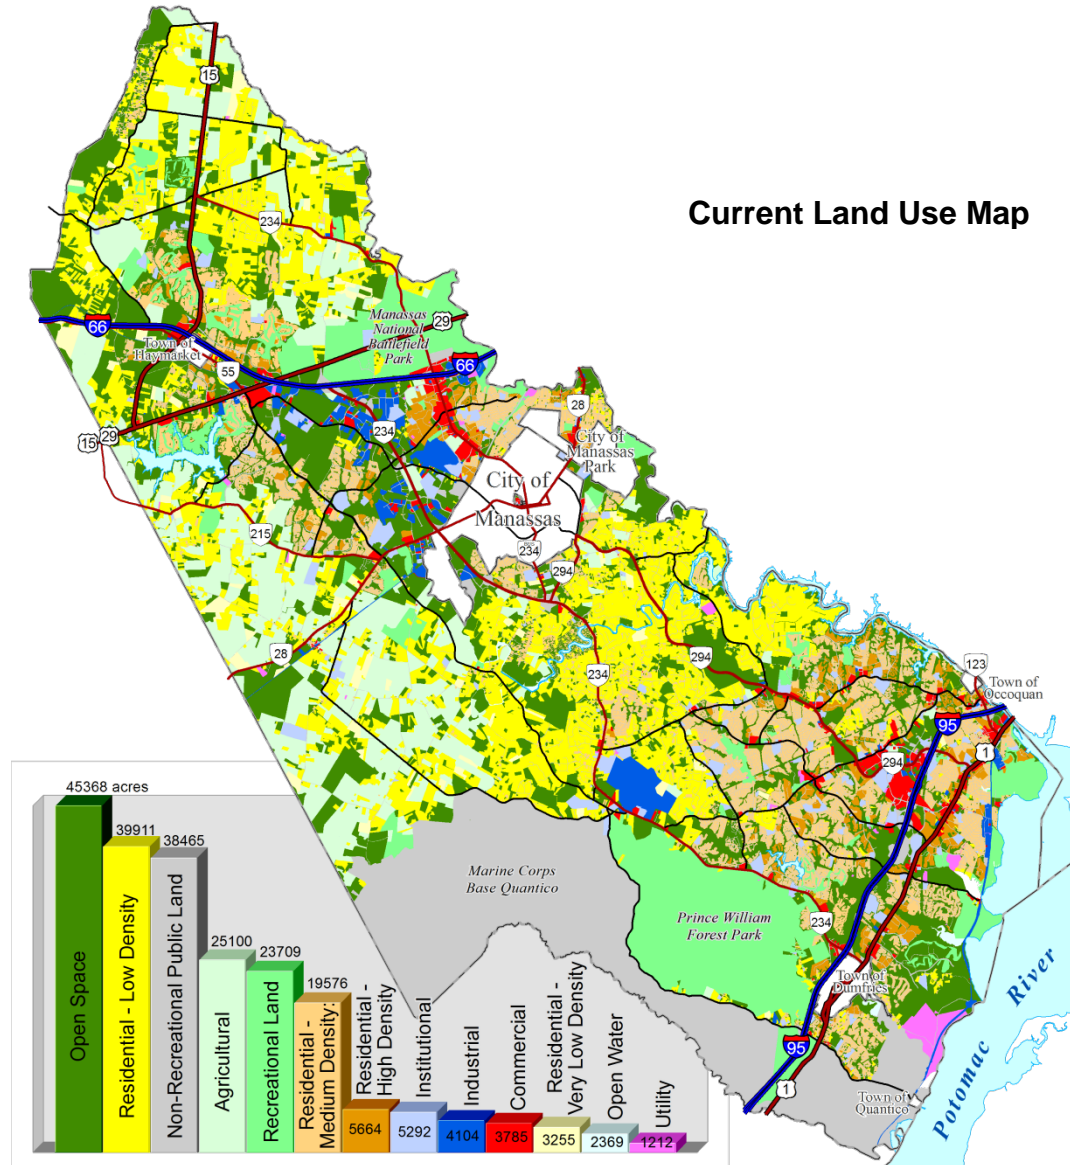 Current Land Use Map
15
234
Manassas
National
Battlefield
Park
29
66
Town of
Haymarket
55
66
234
28
City of
Manassas
Park
City of
Manassas
15
29
215
BUS
234
294
28
234
294
123
Town of
Occoquan
95
1
294
Marine Corps
Base Quantico
Prince William
Forest Park
234
Town of
Dumfries
95
1
Town of
Quantico
Potomac River
45368 acres
39911
38465
25100
23709
19576
5664
5292
4104
3785
3255
2369
1212
Open Space
Residential - Low Density
Non-Recreational Public Land
Agricultural
Recreational Land
Residential -
Medium Density:
Residential -
High Density
Institutional
Industrial
Commercial
Residential -
Very Low Density
Open Water
Utility